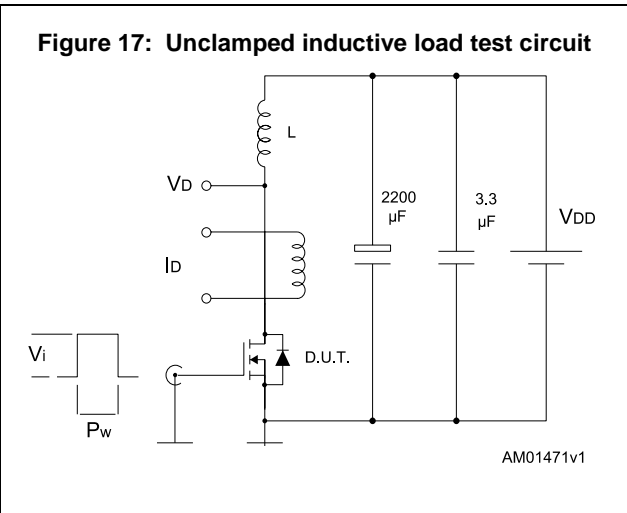 Figure 17: Unclamped inductive load test circuit
L
VD
2200
µF
3.3
µF
VDD
ID
Vi
D.U.T.
Pw
AM01471v1